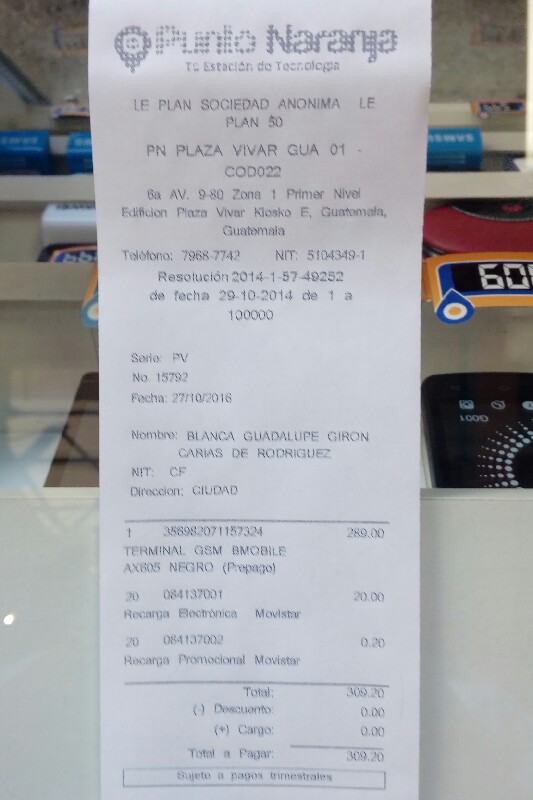 Punto Naranja
Tu Estación de Tecnología
LE PLAN SOCIEDAD ANONIMA LE
PLAN 50
PN PLAZA VIVAR GUA 01 -
COD022
6a AV. 9-80 Zona 1 Primer Nivel
Edificion Plaza Vivar Kiosko E, Guatemala,
Guatemala
Teléfono: 7968-7742 NIT: 5104349-1
Resolución 2014-1-57-49252
de fecha 29-10-2014 de 1 a
100000
Serie: PV
No. 15792
Fecha: 27/10/2016
Nombre: BLANCA GUADALUPE GIRON
CARIAS DE RODRIGUEZ
NIT: CF
Direccion: CIUDAD
1 356982071157324 289.00
TERMINAL GSM BMOBILE
AX605 NEGRO (Prepago)
20 084137001 20.00
Recarga Electrónica Movistar
20 084137002 0.20
Recarga Promocional Movistar
Total: 309.20
(-) Descuento: 0.00
(+) Cargo: 0.00
Total a Pagar: 309.20
Sujeto a pagos trimestrales